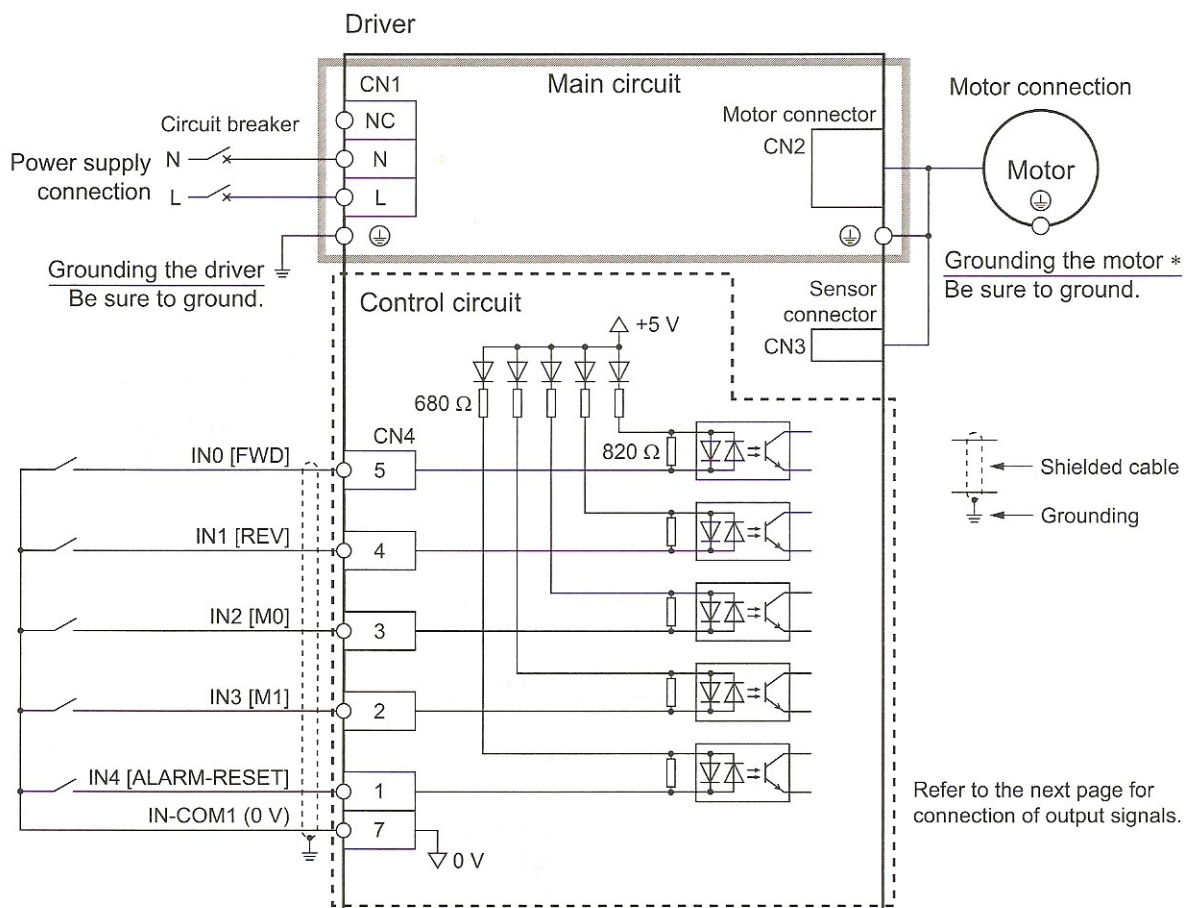 Driver
Main circuit
CN1
NC
N
L
Circuit breaker
Power supply
connection
N
L
Grounding the driver
Be sure to ground.
Motor connector
CN2
Motor connection
Motor
Grounding the motor *
Be sure to ground.
Sensor
connector
CN3
Control circuit
+5 V
680 Ω
820 Ω
CN4
IN0 [FWD]
5
IN1 [REV]
4
IN2 [M0]
3
IN3 [M1]
2
IN4 [ALARM-RESET]
1
IN-COM1 (0 V)
7
0 V
Shielded cable
Grounding
Refer to the next page for
connection of output signals.